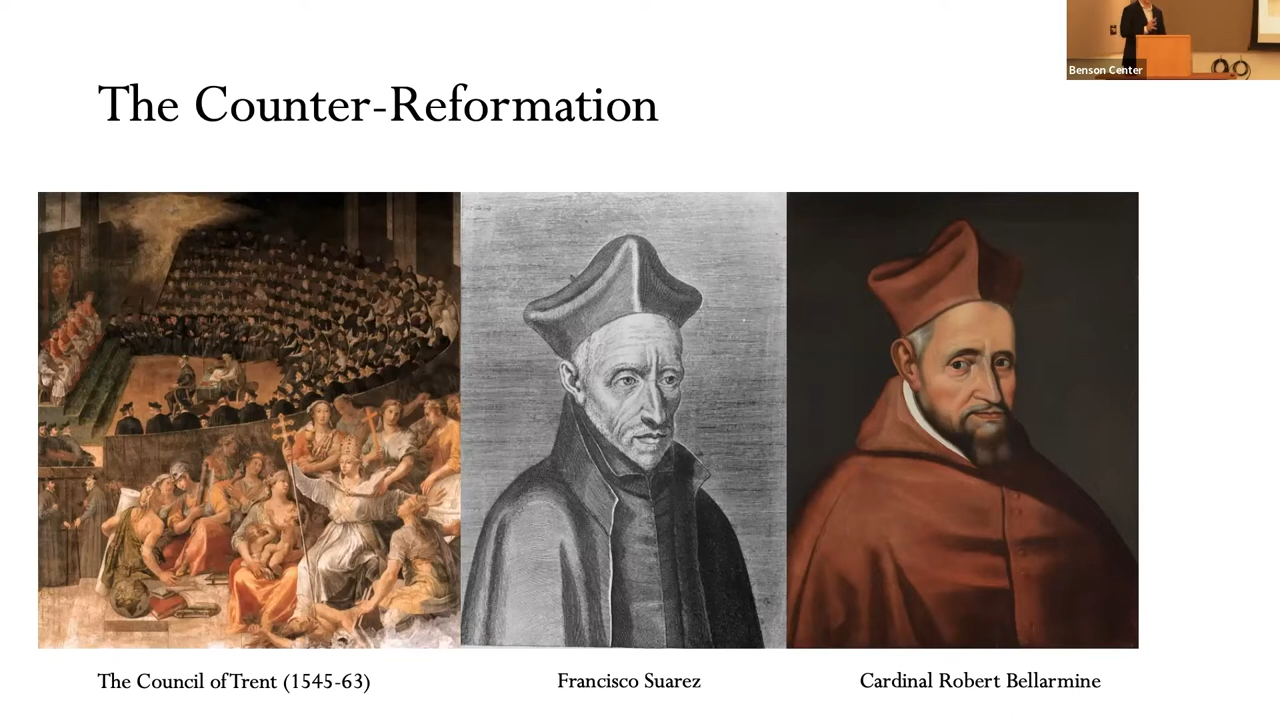 Benson Center
The Counter-Reformation
The Council of Trent (1545-63)
Francisco Suarez
Cardinal Robert Bellarmine